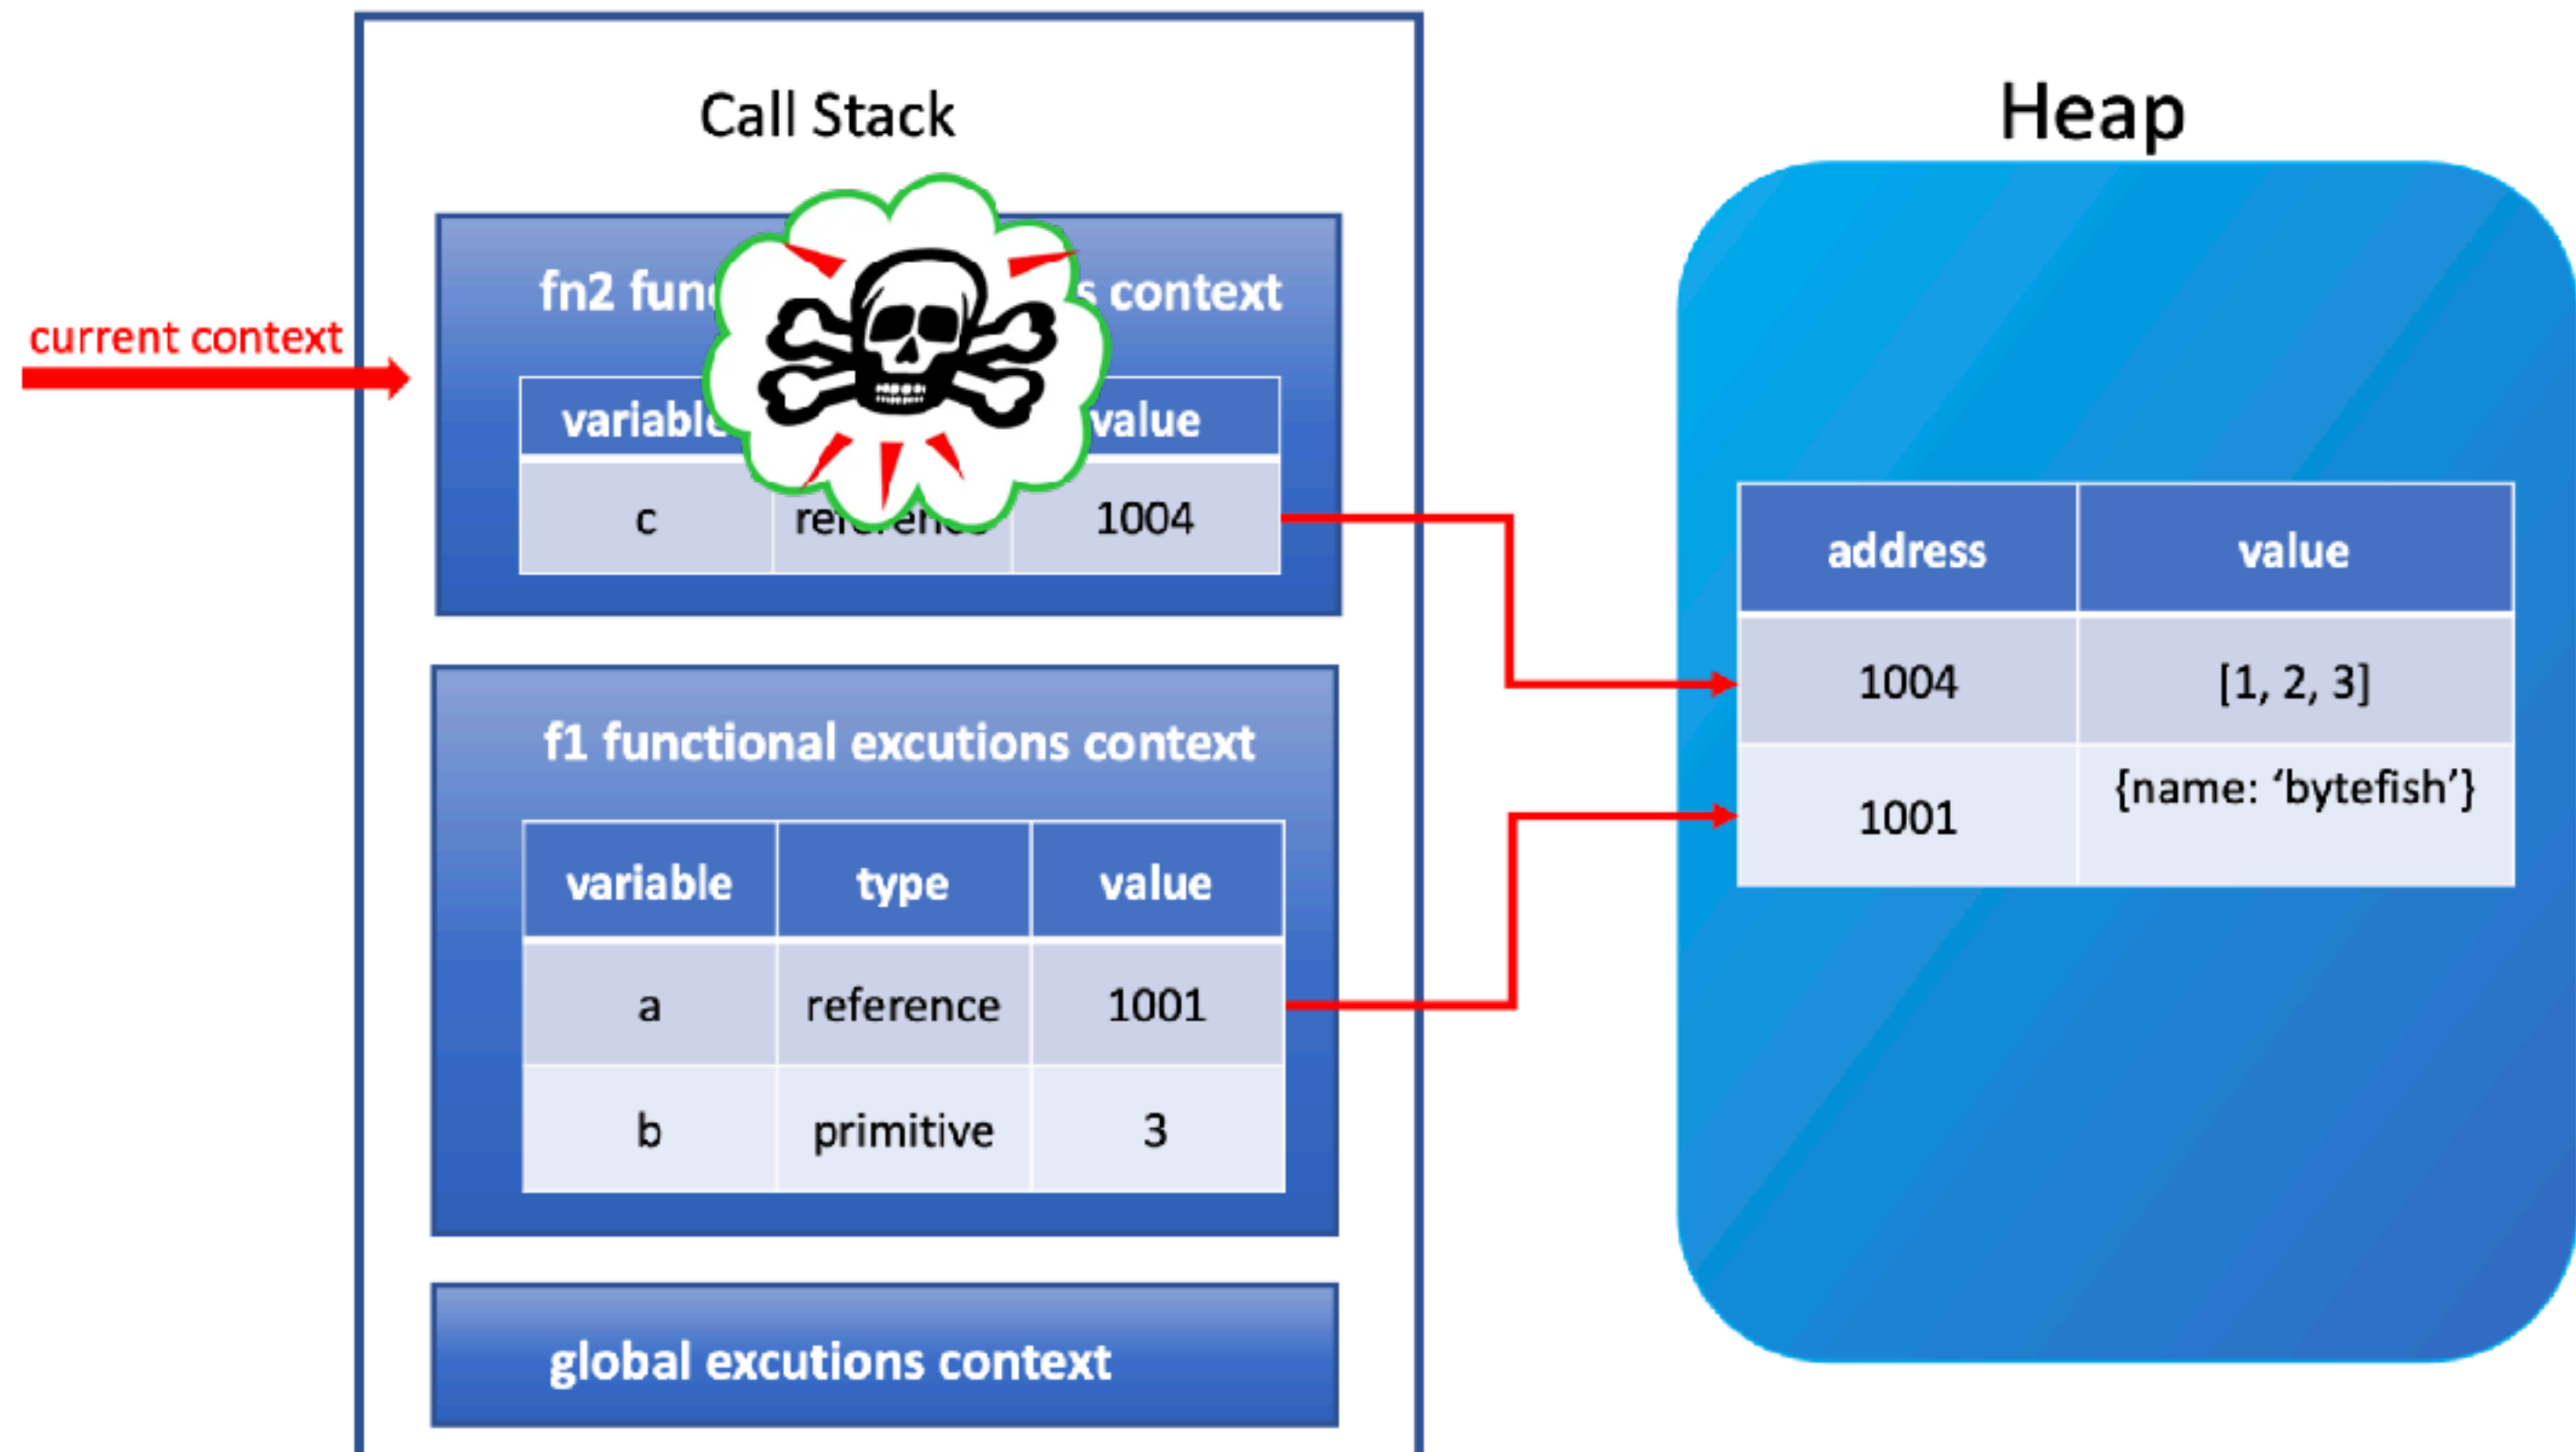 Call Stack
Heap
current context
fn2 func s context
variable value
c reference 1004
f1 functional excutions context
variable type value
a reference 1001
b primitive 3
global excutions context
address value
1004 [1, 2, 3]
1001 {name: ‘bytefish’}